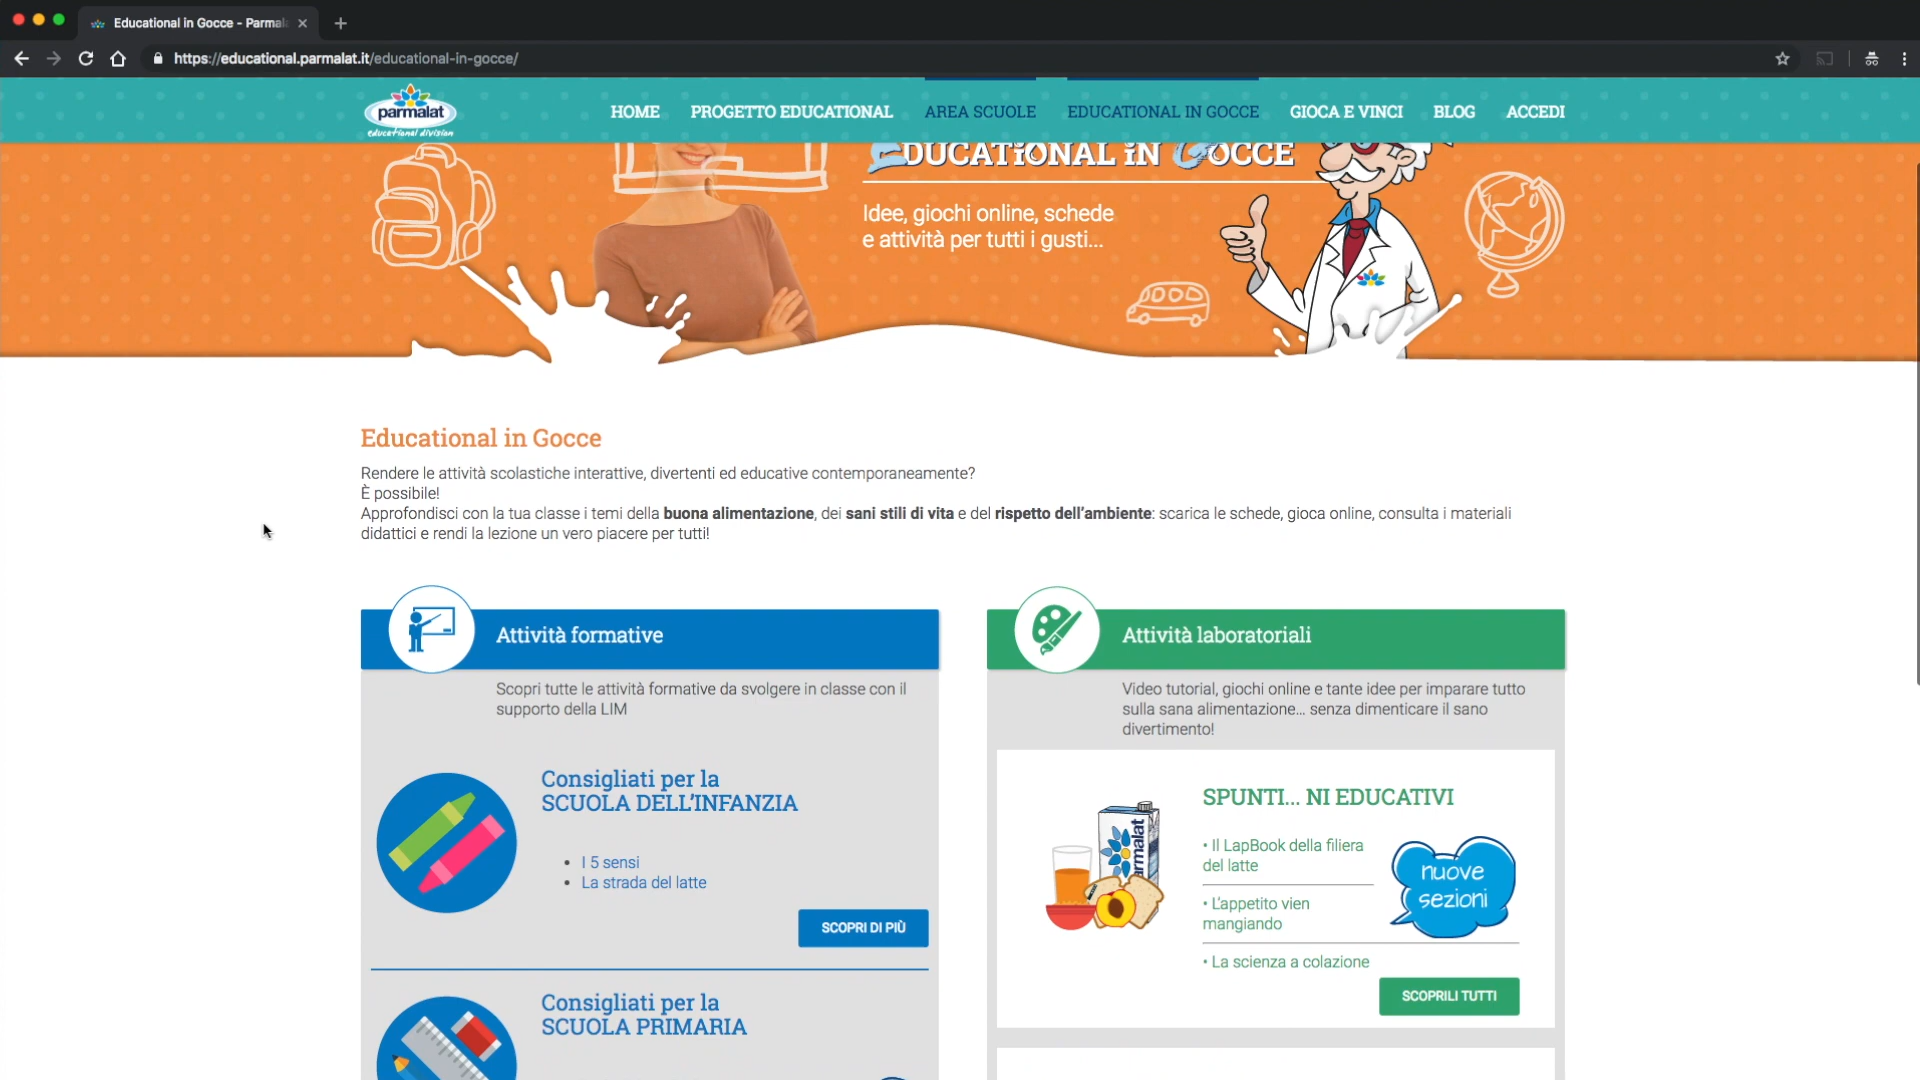 Educational in Gocce - Parmal
https://educational.parmalat.it/educational-in-gocce/
parmalat
educational division
HOME
PROGETTO EDUCATIONAL
AREA SCUOLE
EDUCATIONAL IN GOCCE
GIOCA E VINCI
BLOG
ACCEDI
EDUCATIONAL IN GOCCE
Idee, giochi online, schede
e attività per tutti i gusti...
Educational in Gocce
Rendere le attività scolastiche interattive, divertenti ed educative contemporaneamente?
È possibile!
Approfondisci con la tua classe i temi della buona alimentazione, dei sani stili di vita e del rispetto dell'ambiente: scarica le schede, gioca online, consulta i materiali
didattici e rendi la lezione un vero piacere per tutti!
Attività formative
Scopri tutte le attività formative da svolgere in classe con il
supporto della LIM
Consigliati per la
SCUOLA DELL'INFANZIA
• I 5 sensi
• La strada del latte
SCOPRI DI PIÙ
Consigliati per la
SCUOLA PRIMARIA
Attività laboratoriali
Video tutorial, giochi online e tante idee per imparare tutto
sulla sana alimentazione... senza dimenticare il sano
divertimento!
parmalat
SPUNTI... NI EDUCATIVI
• Il LapBook della filiera
del latte
• L'appetito vien
mangiando
• La scienza a colazione
nuove
sezioni
SCOPRILI TUTTI